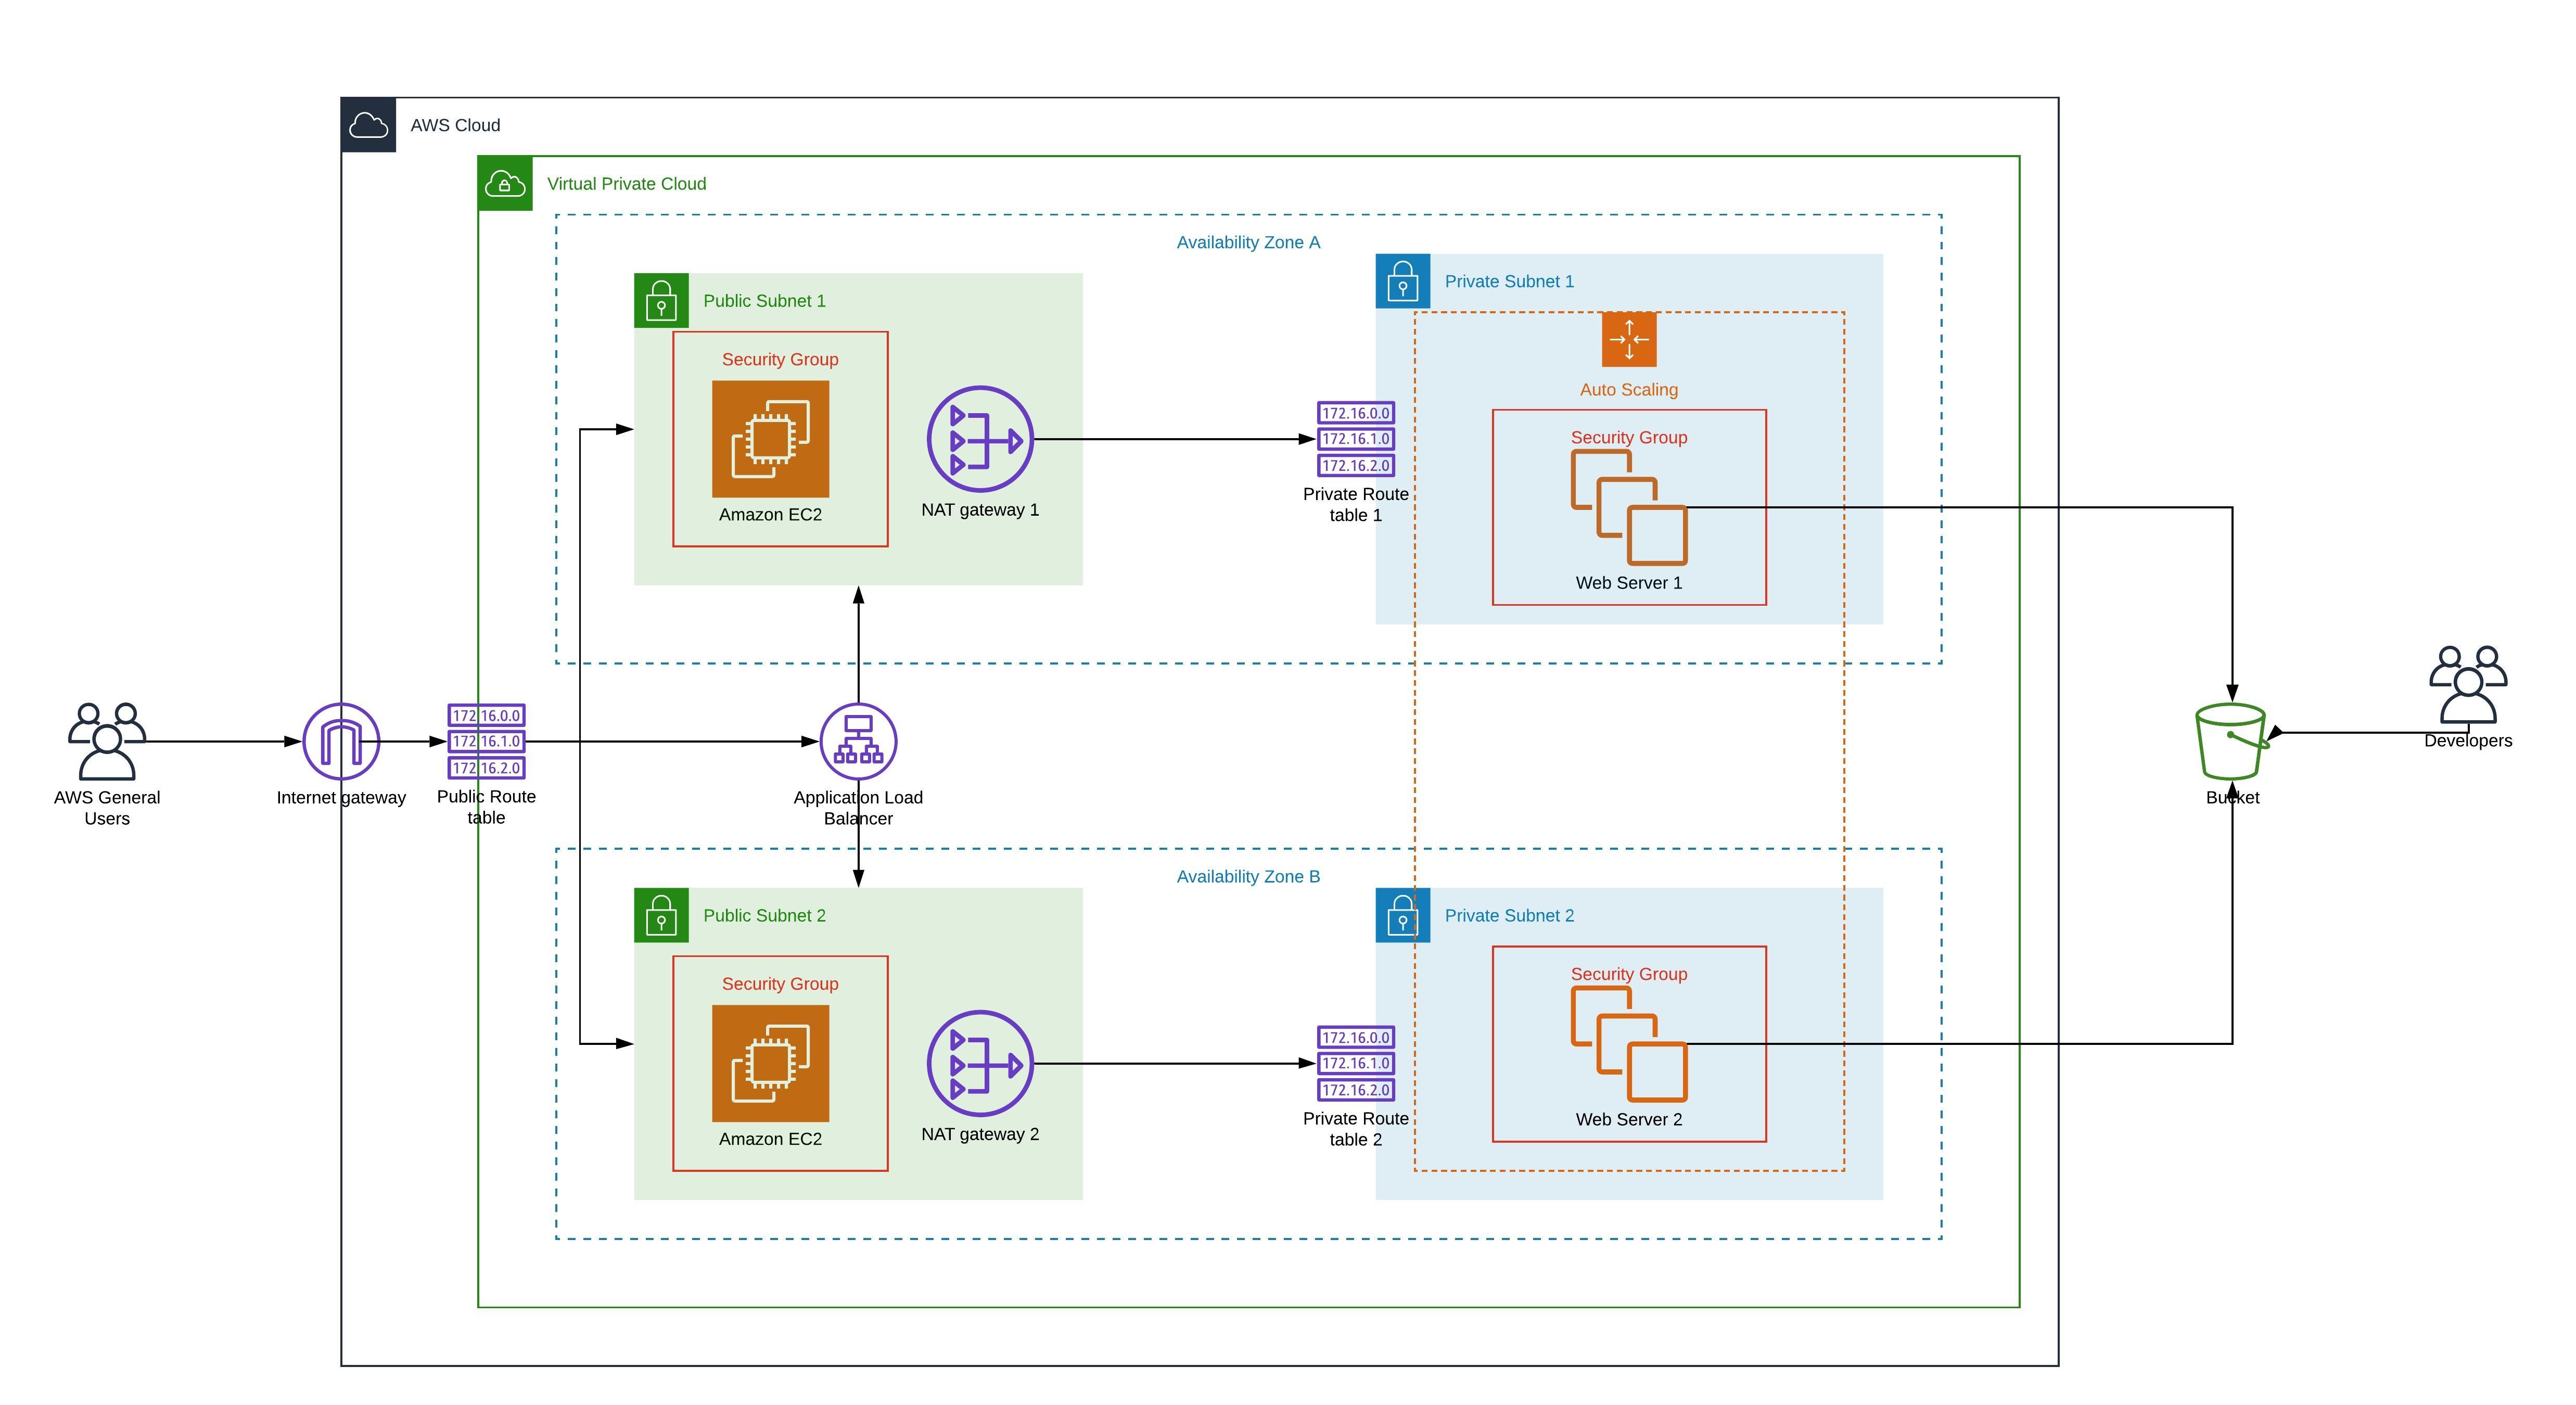 AWS Cloud
Virtual Private Cloud
Availability Zone A
Public Subnet 1
Security Group
Amazon EC2
NAT gateway 1
172.16.0.0
172.16.1.0
172.16.2.0
Private Route
table 1
Private Subnet 1
Auto Scaling
Security Group
Web Server 1
AWS General
Users
Internet gateway
172.16.0.0
172.16.1.0
172.16.2.0
Public Route
table
Application Load
Balancer
Bucket
Developers
Availability Zone B
Public Subnet 2
Security Group
Amazon EC2
NAT gateway 2
172.16.0.0
172.16.1.0
172.16.2.0
Private Route
table 2
Private Subnet 2
Security Group
Web Server 2